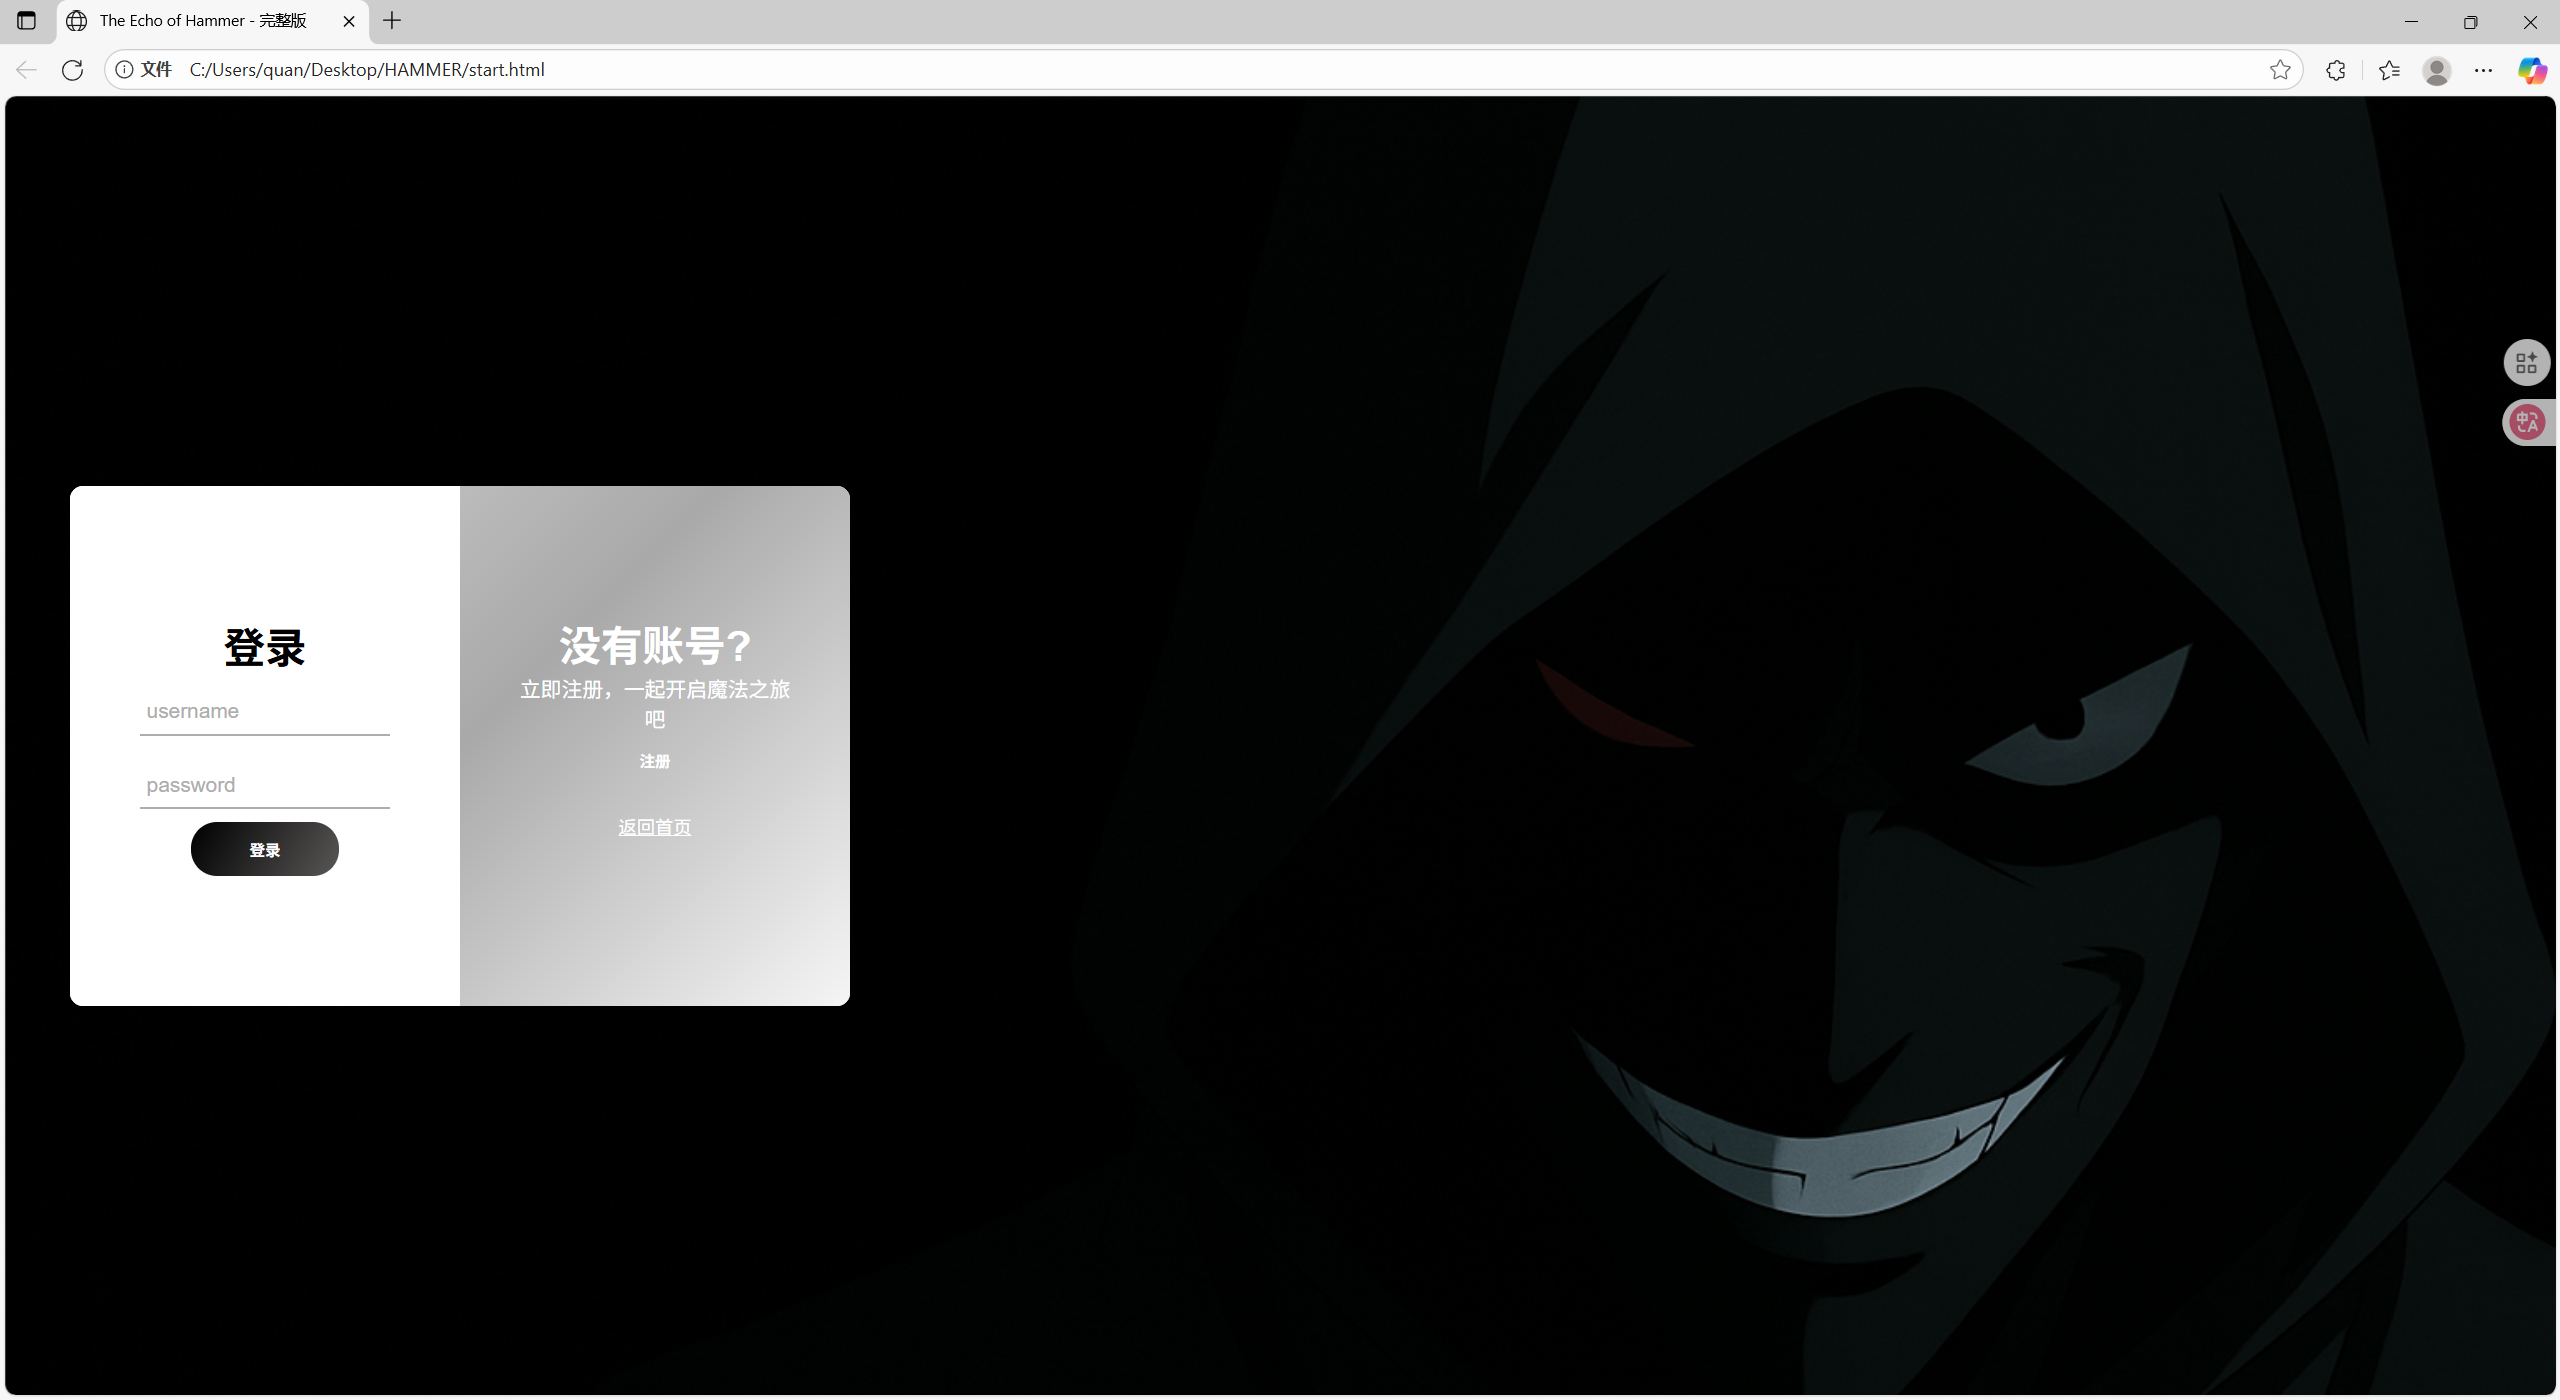 The Echo of Hammer - 完整版
文件 C:/Users/quan/Desktop/HAMMER/start.html
登录
username
password
登录
没有账号?
立即注册，一起开启魔法之旅
吧
注册
返回首页
中A